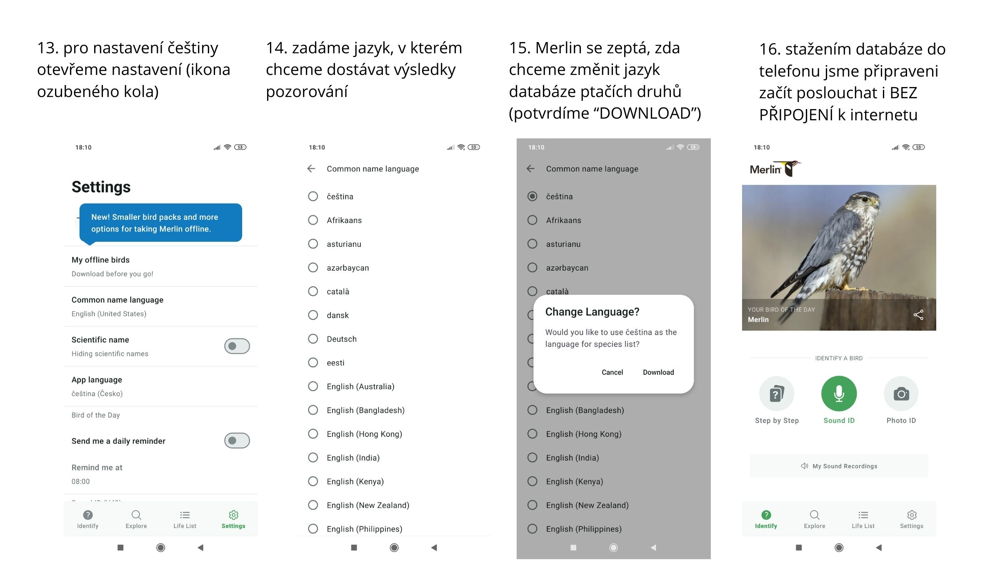 13. pro nastavení češtiny
otevřeme nastavení (ikona
ozubeného kola)
14. zadáme jazyk, v kterém
chceme dostávat výsledky
pozorování
15. Merlin se zeptá, zda
chceme změnit jazyk
databáze ptačích druhů
(potvrdíme “DOWNLOAD”)
16. stažením databáze do
telefonu jsme připraveni
začít poslouchat i BEZ
PŘIPOJENÍ k internetu
18:10
53
Settings
New! Smaller bird packs and more
options for taking Merlin offline.
My offline birds
Download before you go!
Common name language
English (United States)
Scientific name
Hiding scientific names
App language
čeština (Česko)
Bird of the Day
Send me a daily reminder
Remind me at
08:00
Identify
Explore
Life List
Settings
18:10
53
Common name language
čeština
Afrikaans
asturianu
azərbaycan
català
dansk
Deutsch
eesti
English (Australia)
English (Bangladesh)
English (Hong Kong)
English (India)
English (Kenya)
English (New Zealand)
English (Philippines)
18:10
53
Common name language
čeština
Afrikaans
asturianu
azərbaycan
català
Change Language?
Would you like to use čeština as the
language for species list?
Cancel
Download
English (Bangladesh)
English (Hong Kong)
English (India)
English (Kenya)
English (New Zealand)
English (Philippines)
18:10
53
Merlin
YOUR BIRD OF THE DAY
Merlin
IDENTIFY A BIRD
Step by Step
Sound ID
Photo ID
My Sound Recordings
Identify
Explore
Life List
Settings